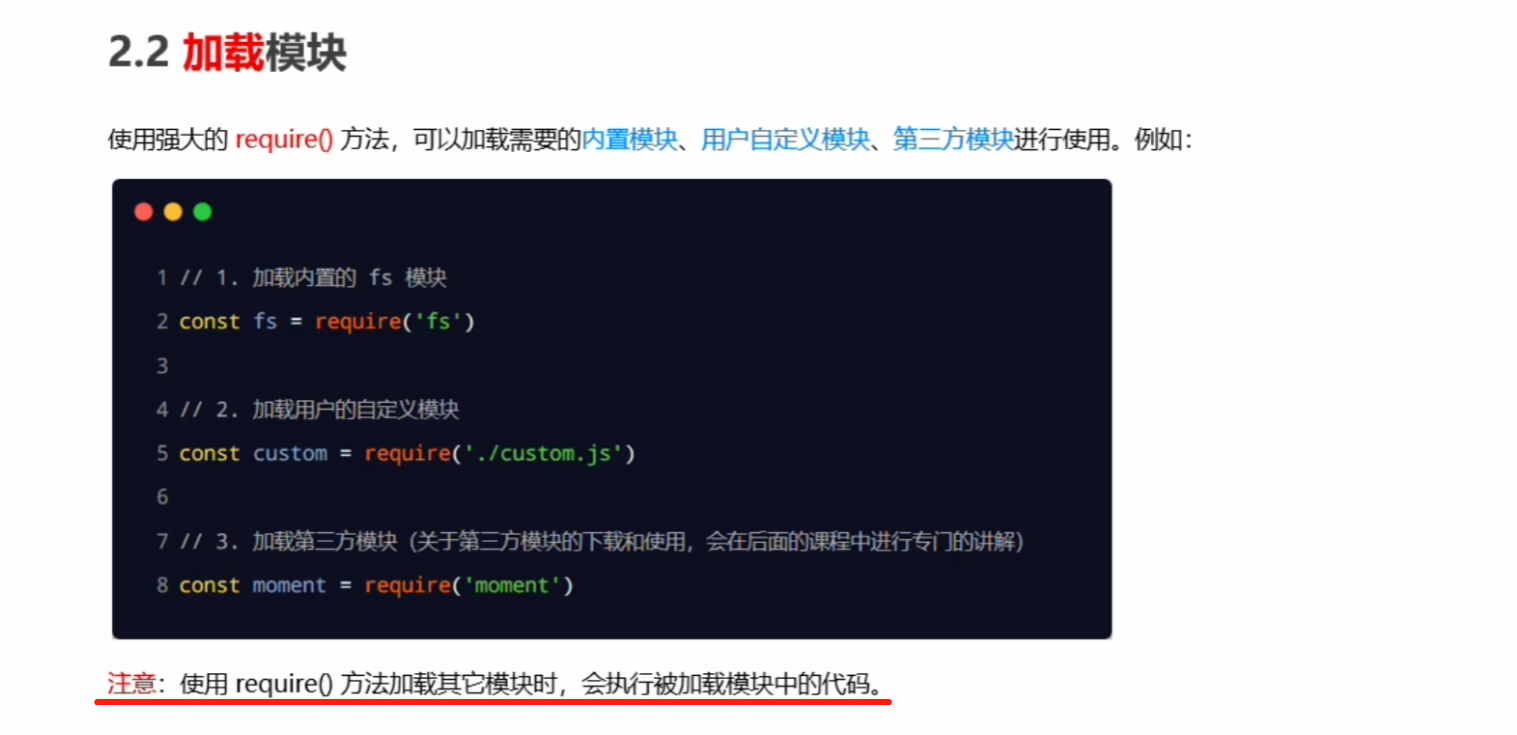 2.2 加载模块
使用强大的 require() 方法，可以加载需要的内置模块、用户自定义模块、第三方模块进行使用。例如：
1 // 1. 加载内置的 fs 模块
2 const fs = require('fs')
3
4 // 2. 加载用户的自定义模块
5 const custom = require('./custom.js')
6
7 // 3. 加载第三方模块（关于第三方模块的下载和使用，会在后面的课程中进行专门的讲解）
8 const moment = require('moment')
注意：使用 require() 方法加载其它模块时，会执行被加载模块中的代码。